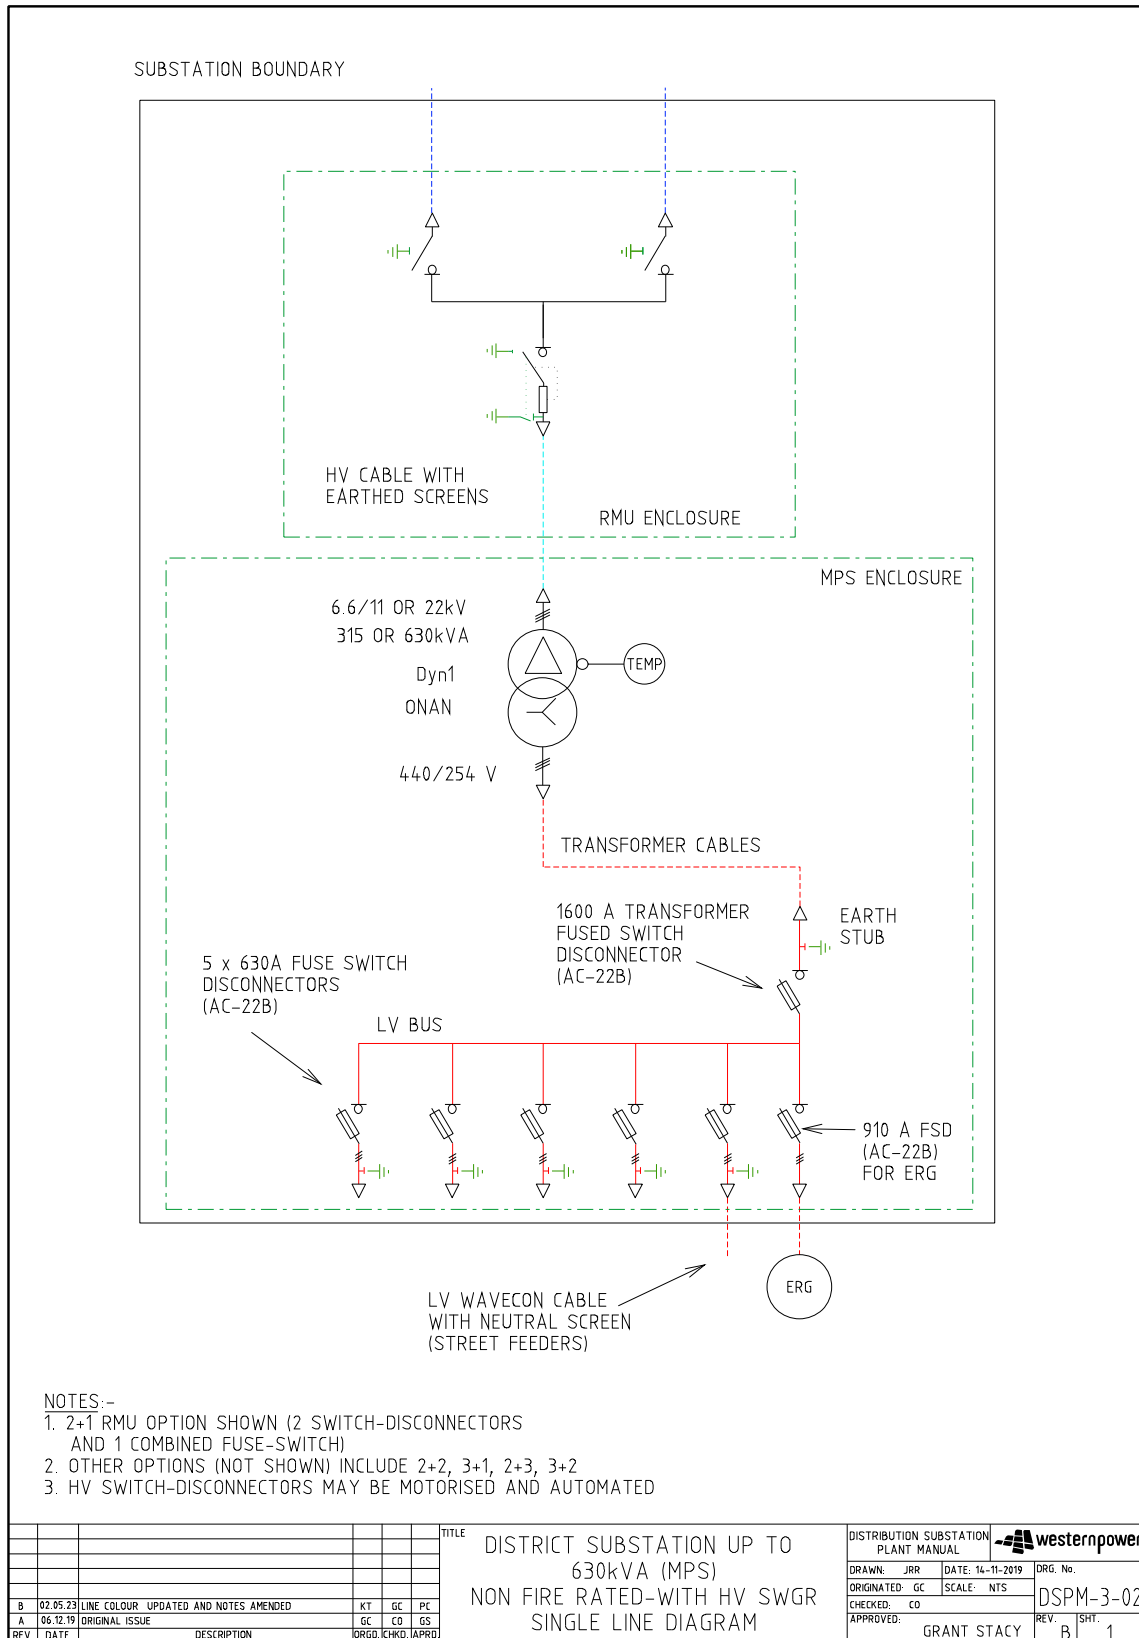 SUBSTATION BOUNDARY
HV CABLE WITH
EARTHED SCREENS
RMU ENCLOSURE
MPS ENCLOSURE
6.6/11 OR 22kV
315 OR 630kVA
Dyn1
ONAN
TEMP
440/254 V
TRANSFORMER CABLES
1600 A TRANSFORMER
FUSED SWITCH
DISCONNECTOR
(AC-22B)
EARTH
STUB
5 x 630A FUSE SWITCH
DISCONNECTORS
(AC-22B)
LV BUS
910 A FSD
(AC-22B)
FOR ERG
ERG
LV WAVECON CABLE
WITH NEUTRAL SCREEN
(STREET FEEDERS)
NOTES:-
1. 2+1 RMU OPTION SHOWN (2 SWITCH-DISCONNECTORS
AND 1 COMBINED FUSE-SWITCH)
2. OTHER OPTIONS (NOT SHOWN) INCLUDE 2+2, 3+1, 2+3, 3+2
3. HV SWITCH-DISCONNECTORS MAY BE MOTORISED AND AUTOMATED
B 02.05.23 LINE COLOUR UPDATED AND NOTES AMENDED KT GC PC
A 06.12.19 ORIGINAL ISSUE GC CO GS
REV DATE DESCRIPTION ORGD. CHKD. APRD.
TITLE
DISTRICT SUBSTATION UP TO
630kVA (MPS)
NON FIRE RATED-WITH HV SWGR
SINGLE LINE DIAGRAM
DISTRIBUTION SUBSTATION
PLANT MANUAL
westernpower
DRAWN: JRR DATE: 14-11-2019
ORIGINATED: GC SCALE: NTS
CHECKED: CO
APPROVED:
GRANT STACY
DRG. No.
DSPM-3-02
REV. SHT.
B 1